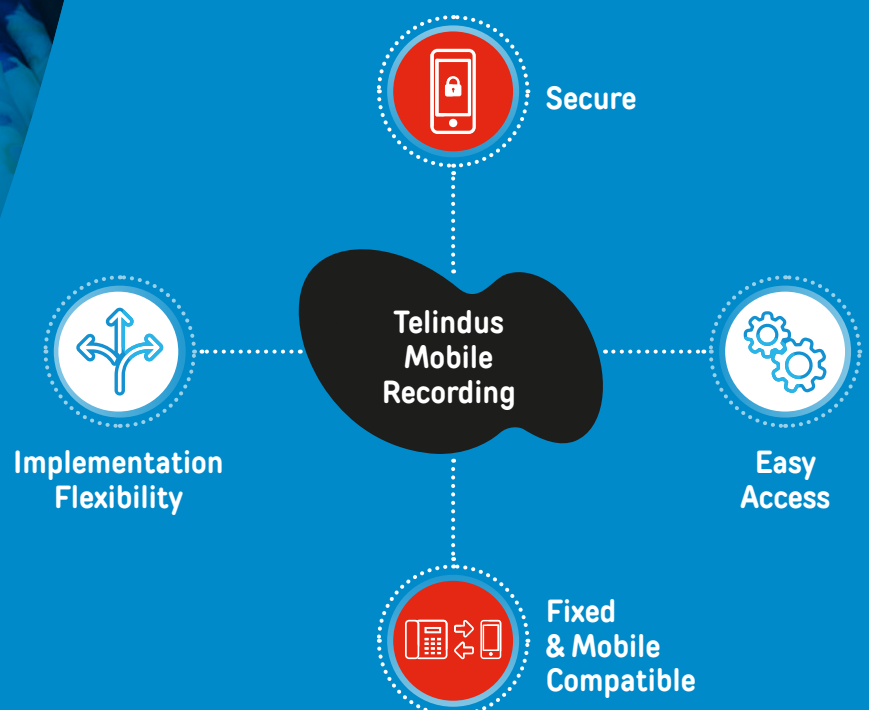 Secure
Telindus
Mobile
Recording
Implementation
Flexibility
Easy
Access
Fixed
& Mobile
Compatible